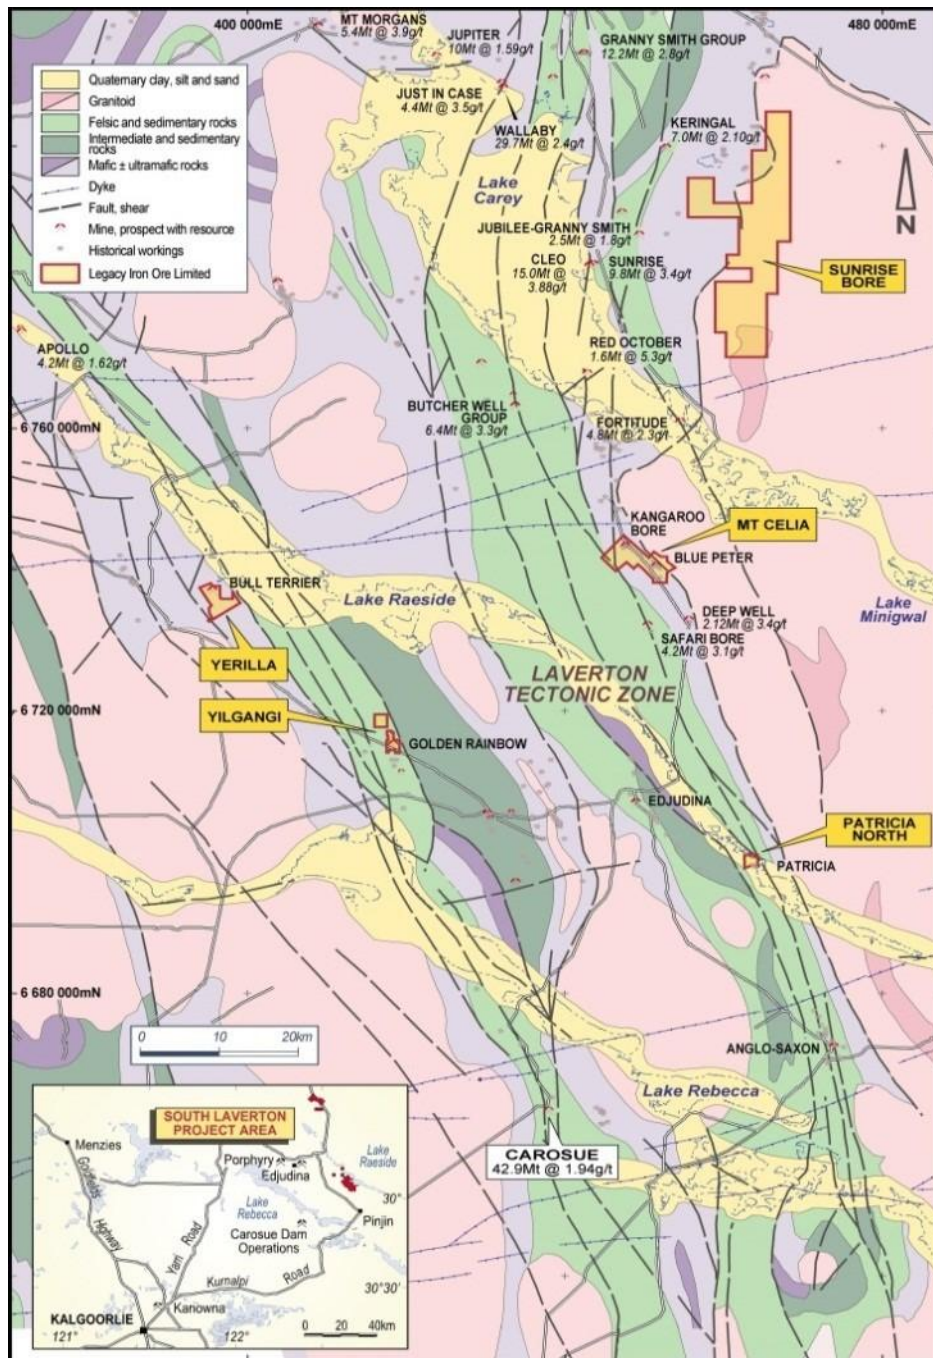 400 000mE
480 000mE
MT MORGANS
5.4Mt @ 3.9g/t
JUPITER
10Mt @ 1.59g/t
GRANNY SMITH GROUP
12.2Mt @ 2.8g/t
Quaternary clay, silt and sand
Granitoid
Felsic and sedimentary rocks
Intermediate and sedimentary
rocks
Mafic ± ultramafic rocks
Dyke
Fault, shear
Mine, prospect with resource
Historical workings
Legacy Iron Ore Limited
JUST IN CASE
4.4Mt @ 3.5g/t
WALLABY
29.7Mt @ 2.4g/t
KERINGAL
7.0Mt @ 2.10g/t
Lake
Carey
N
JUBILEE-GRANNY SMITH
2.5Mt @ 1.8g/t
CLEO
15.0Mt @
3.88g/t
SUNRISE
9.8Mt @ 3.4g/t
SUNRISE
BORE
APOLLO
4.2Mt @ 1.62g/t
RED OCTOBER
1.6Mt @ 5.3g/t
BUTCHER WELL
GROUP
6.4Mt @ 3.3g/t
FORTITUDE
4.8Mt @ 2.3g/t
6 760 000mN
KANGAROO
BORE
MT CELIA
BLUE PETER
BULL TERRIER
Lake Raeside
Lake
Minigwal
DEEP WELL
2.12Mt @ 3.4g/t
SAFARI BORE
4.2Mt @ 3.1g/t
YERILLA
LAVERTON
TECTONIC ZONE
6 720 000mN
YILGANGI
GOLDEN RAINBOW
EDJUDINA
PATRICIA
NORTH
PATRICIA
6 680 000mN
0 10 20km
ANGLO-SAXON
Lake Rebecca
CAROSUE
42.9Mt @ 1.94g/t
SOUTH LAVERTON
PROJECT AREA
Menzies
Porphyry
Edjudina
Lake
Raeside
Goldfields
Highway
Lake
Rebecca
30°
Pinjin
Carosue Dam
Operations
Yarri Road
Kurnalpi Road
30°30'
Kanowna
KALGOORLIE
121°
122°
0 20 40km